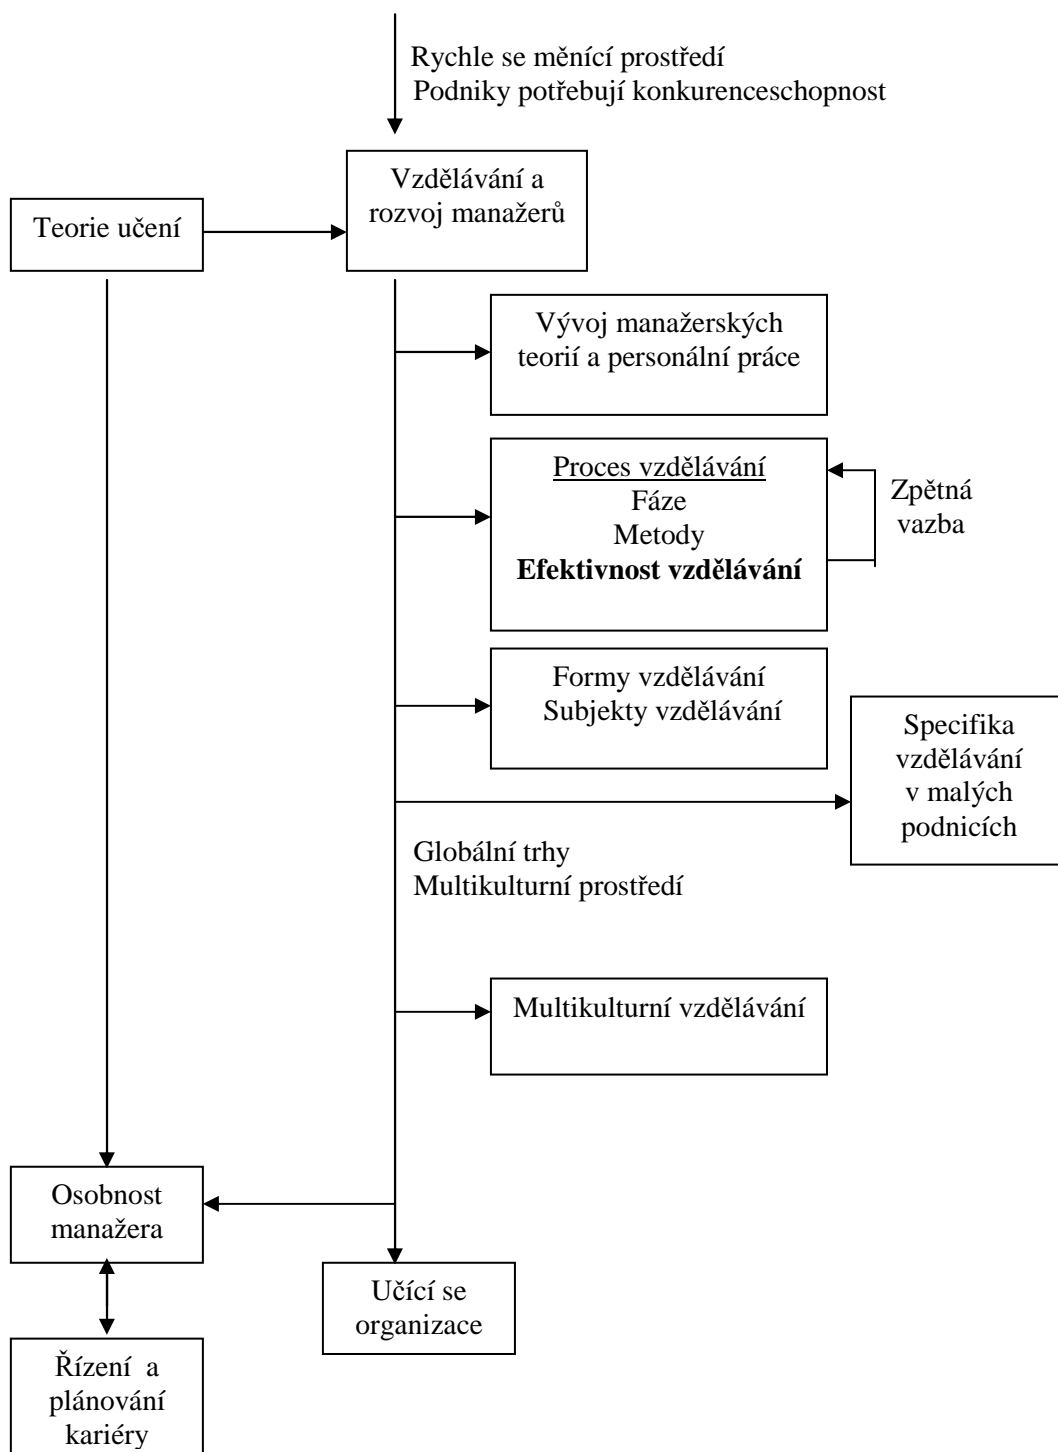 Rychle se měnící prostředí
Podniky potřebují konkurenceschopnost
Vzdělávání a
rozvoj manažerů
Teorie učení
Vývoj manažerských
teorií a personální práce
Proces vzdělávání
Fáze
Metody
Efektivnost vzdělávání
Zpětná
vazba
Formy vzdělávání
Subjekty vzdělávání
Specifika
vzdělávání
v malých
podnicích
Globální trhy
Multikulturní prostředí
Multikulturní vzdělávání
Osobnost
manažera
Učící se
organizace
Řízení a
plánování
kariéry